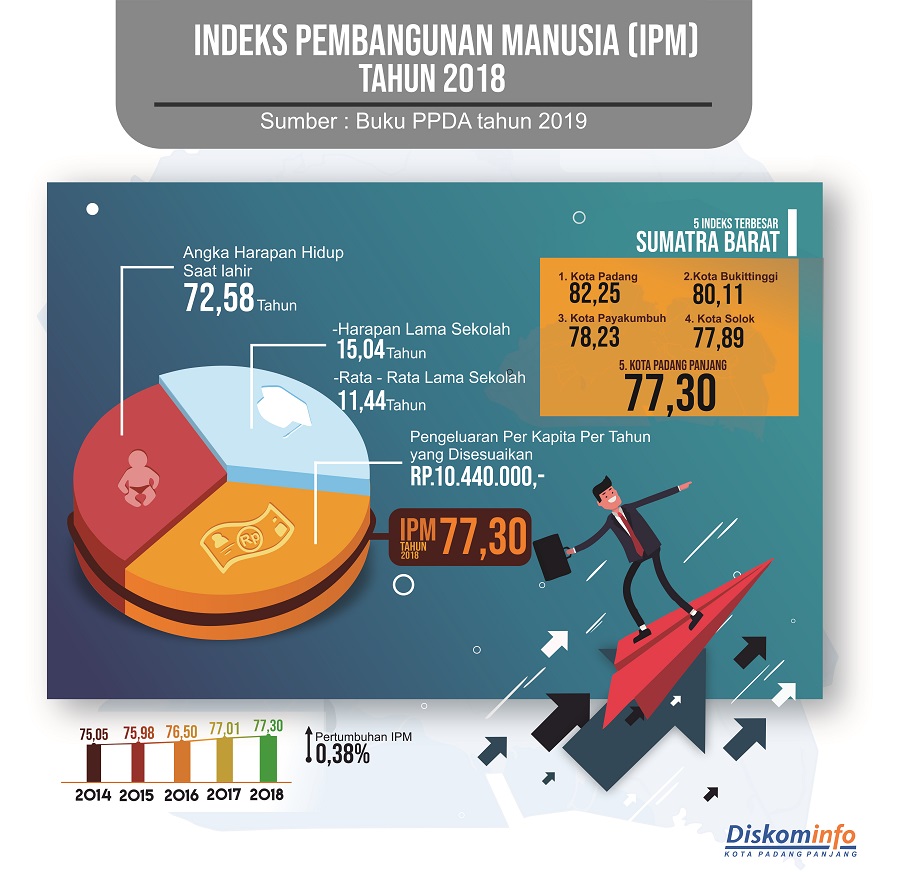 INDEKS PEMBANGUNAN MANUSIA (IPM)
TAHUN 2018
Sumber : Buku PPDA tahun 2019
5 INDEKS TERBESAR
SUMATRA BARAT
1. Kota Padang
82,25
2.Kota Bukittinggi
80,11
3. Kota Payakumbuh
78,23
4. Kota Solok
77,89
5. KOTA PADANG PANJANG
77,30
Angka Harapan Hidup
Saat lahir
72,58 Tahun
-Harapan Lama Sekolah
15,04 Tahun
-Rata - Rata Lama Sekolah
11,44 Tahun
Pengeluaran Per Kapita Per Tahun
yang Disesuaikan
RP.10.440.000,-
Rp
IPM
TAHUN
2018
77,30
75,05 75,98 76,50 77,01 77,30
2014 2015 2016 2017 2018
Pertumbuhan IPM
0,38%
Diskominfo
KOTA PADANG PANJANG